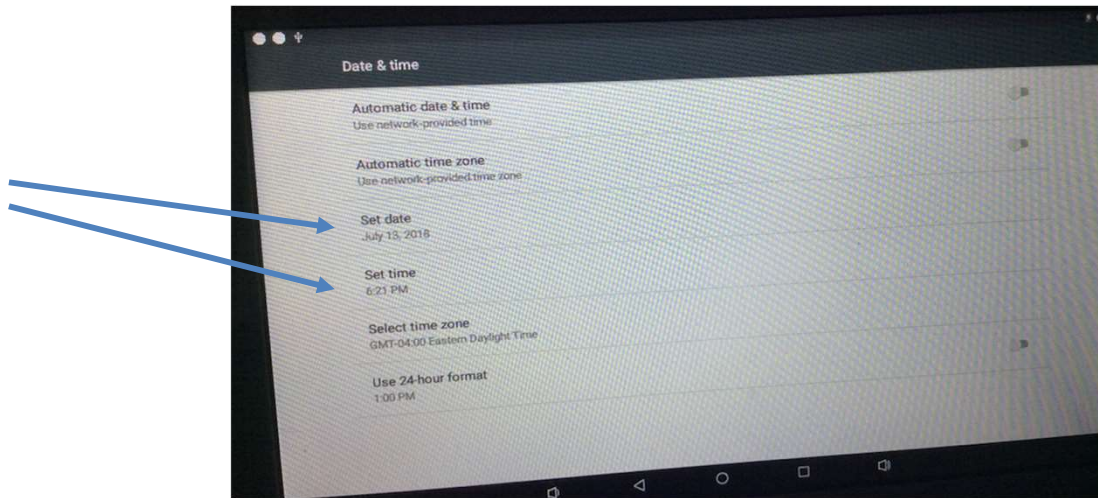 Date & time
Automatic date & time
Use network-provided time
Automatic time zone
Use network-provided time zone
Set date
July 13, 2018
Set time
6:21 PM
Select time zone
GMT-04:00 Eastern Daylight Time
Use 24-hour format
1:00 PM